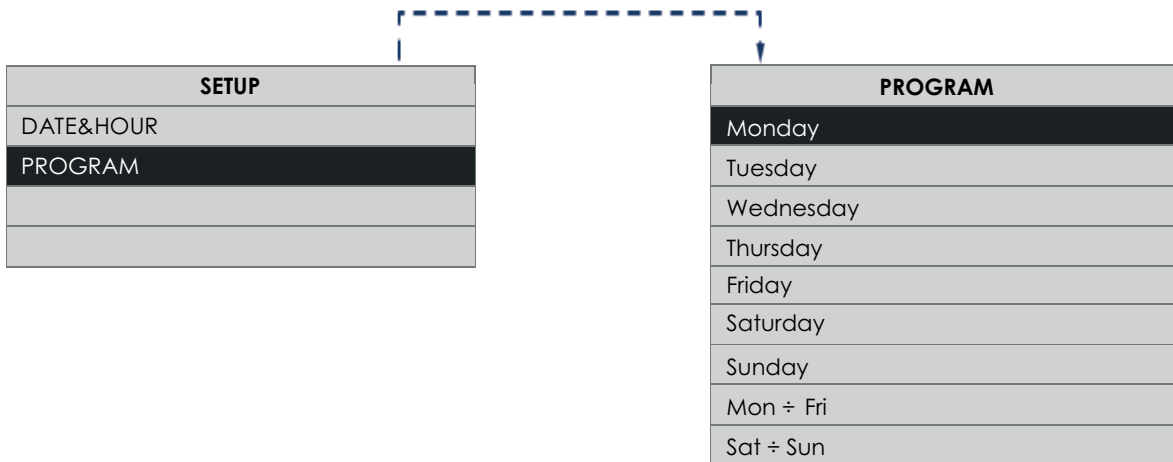 SETUP
DATE&HOUR
PROGRAM
PROGRAM
Monday
Tuesday
Wednesday
Thursday
Friday
Saturday
Sunday
Mon ÷ Fri
Sat ÷ Sun